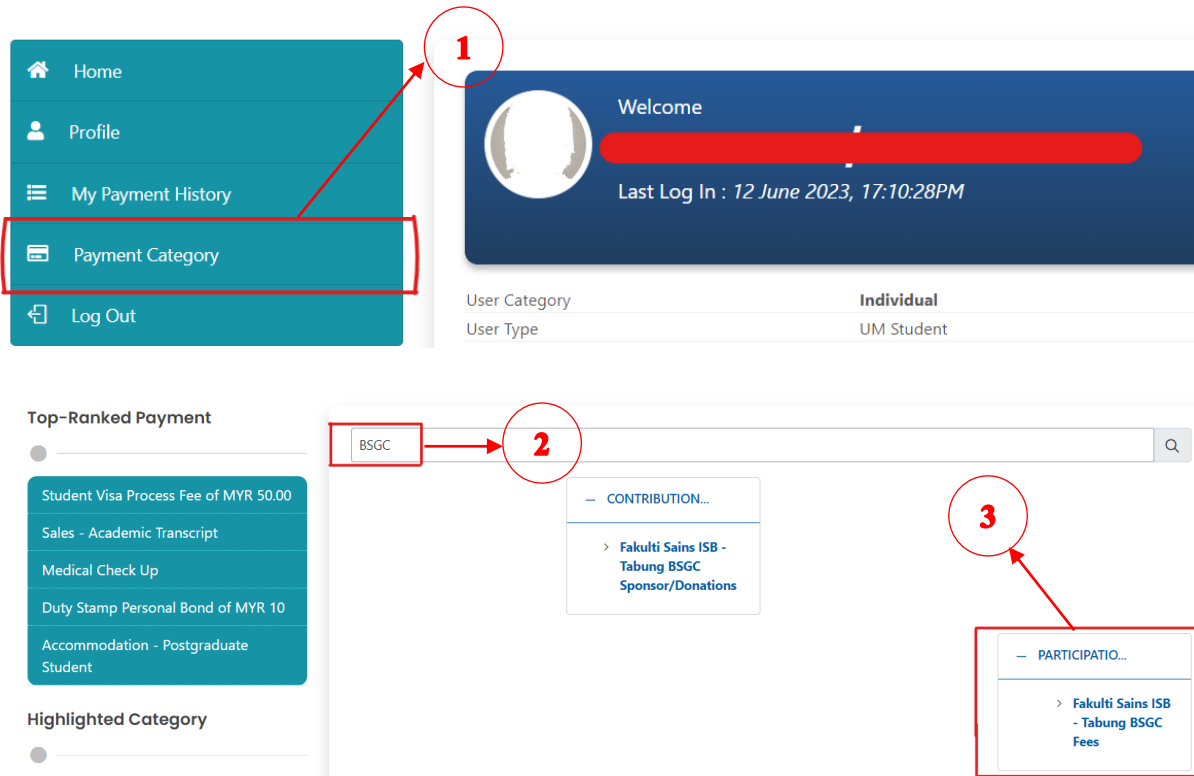 1
Home
Profile
My Payment History
Payment Category
Log Out
Welcome
Last Log In : 12 June 2023, 17:10:28PM
User Category Individual
User Type UM Student
Top-Ranked Payment
Student Visa Process Fee of MYR 50.00
Sales - Academic Transcript
Medical Check Up
Duty Stamp Personal Bond of MYR 10
Accommodation - Postgraduate
Student
Highlighted Category
BSGC
2
— CONTRIBUTION...
> Fakulti Sains ISB -
Tabung BSGC
Sponsor/Donations
3
— PARTICIPATIO...
> Fakulti Sains ISB
- Tabung BSGC
Fees